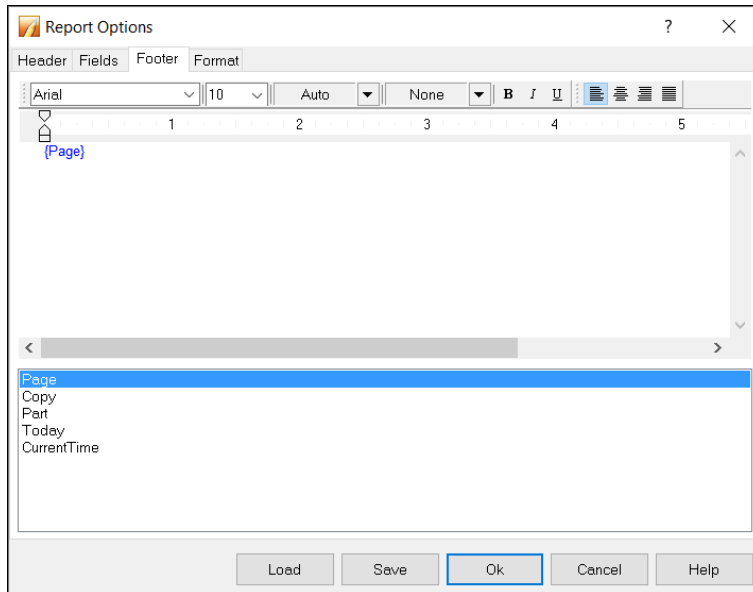 Report Options ? X
Header Fields Footer Format
Arial 10 Auto None B I U
1 2 3 4 5
{Page}
Page
Copy
Part
Today
CurrentTime
Load Save Ok Cancel Help